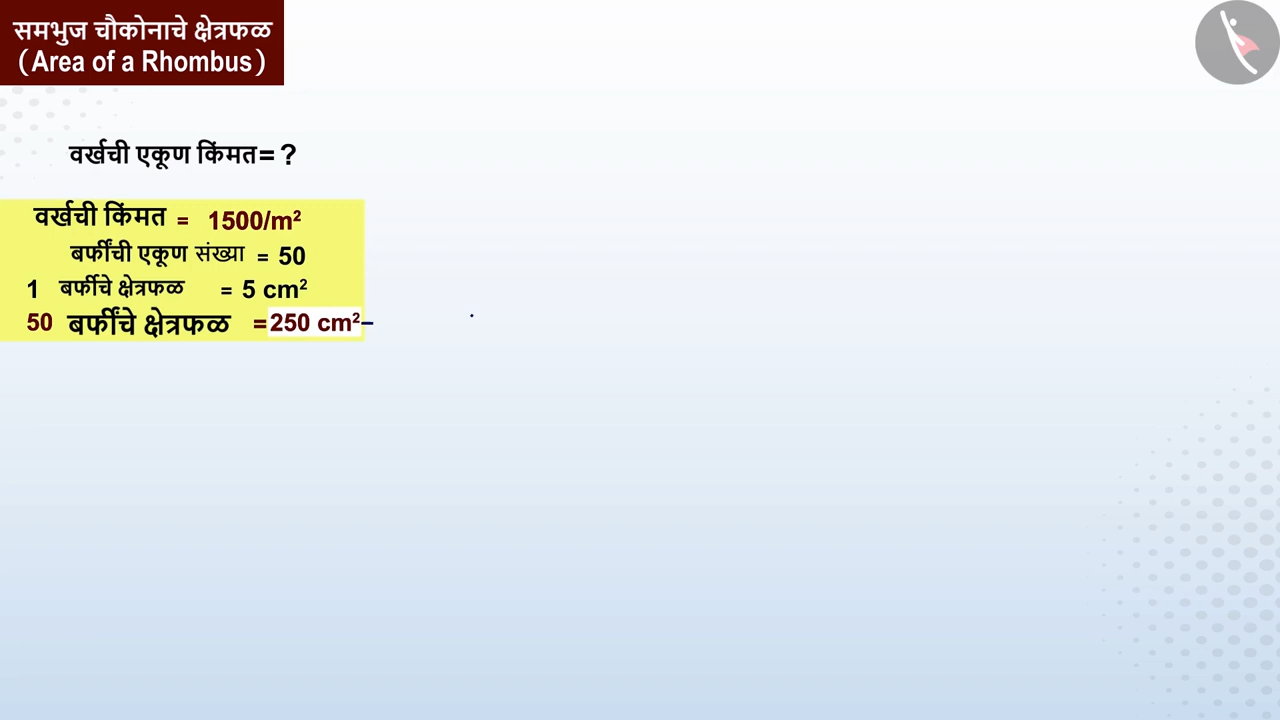 समभुज चौकोनाचे क्षेत्रफळ
(Area of a Rhombus)
वर्खची एकूण किंमत= ?
वर्खची किंमत = 1500/m²
बर्फींची एकूण संख्या = 50
1 बर्फीचे क्षेत्रफळ = 5 cm²
50 बर्फींचे क्षेत्रफळ =250 cm²